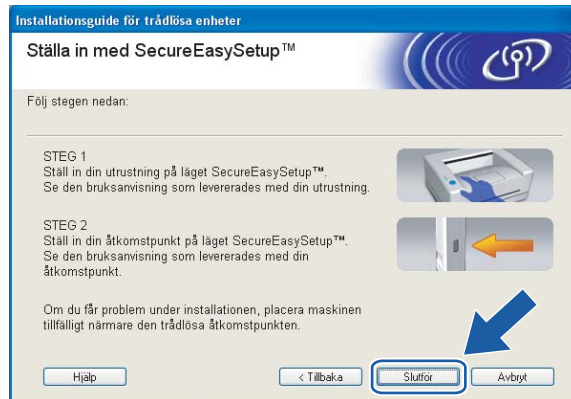 Installationsguide för trådlösa enheter
Ställa in med SecureEasySetup™
Följ stegen nedan:
STEG 1
Ställ in din utrustning på läget SecureEasySetup™.
Se den bruksanvisning som levererades med din utrustning.
STEG 2
Ställ in din åtkomstpunkt på läget SecureEasySetup™.
Se den bruksanvisning som levererades med din
åtkomstpunkt.
Om du får problem under installationen, placera maskinen
tillfälligt närmare den trådlösa åtkomstpunkten.
Hjälp
< Tillbaka
Slutför
Avbryt